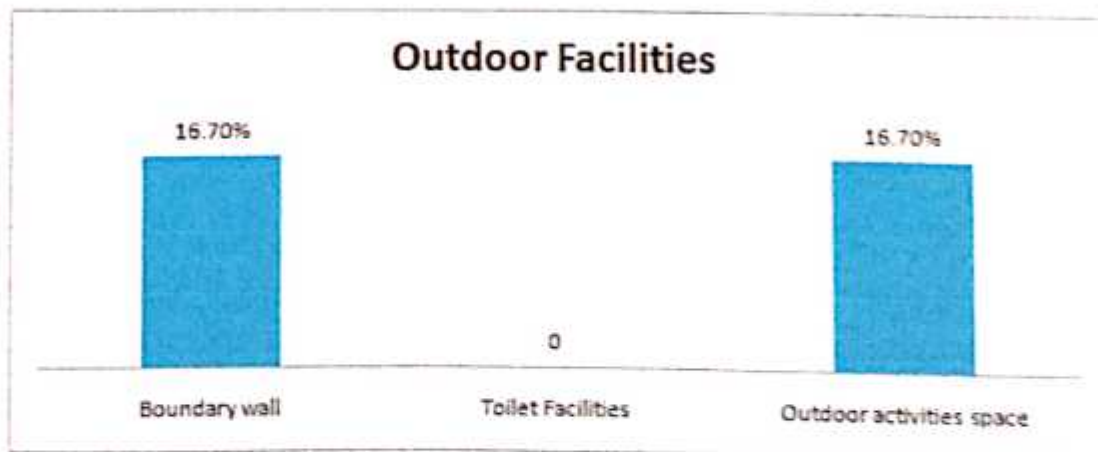 Outdoor Facilities
16.70%
16.70%
0
Boundary wall
Toilet Facilities
Outdoor activities space